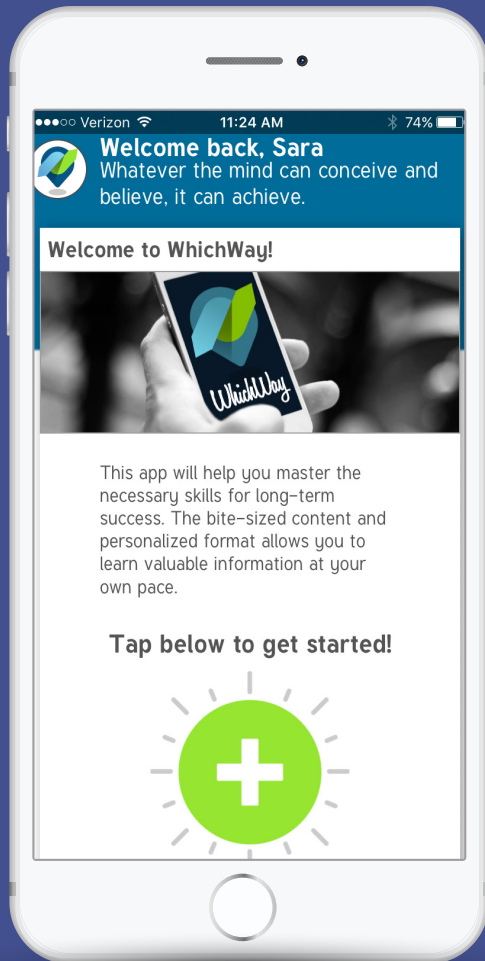 Verizon 11:24 AM 74%
Welcome back, Sara
Whatever the mind can conceive and
believe, it can achieve.
Welcome to WhichWay!
WhichWay
This app will help you master the
necessary skills for long-term
success. The bite-sized content and
personalized format allows you to
learn valuable information at your
own pace.
Tap below to get started!